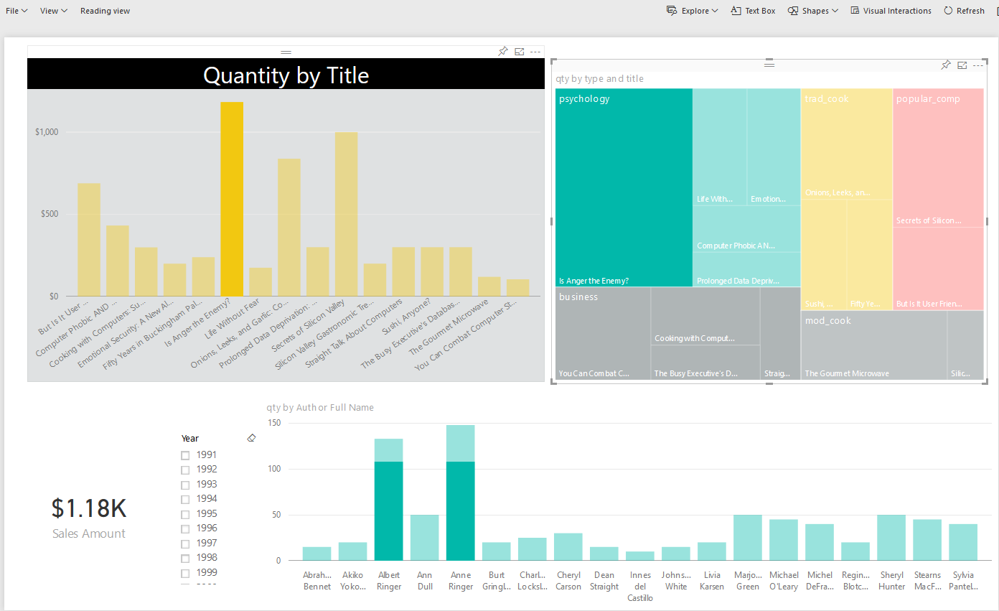 File View Reading view Explore Text Box Shapes Visual Interactions Refresh
Quantity by Title
$1,000
$500
$0
But Is It User ...
Computer Phobic AND ...
Cooking with Computers: Su...
Emotional Security: A New Al...
Fifty Years in Buckingham Pal...
Is Anger the Enemy?
Life Without Fear
Onions, Leeks, and Garlic: Co...
Prolonged Data Deprivation: ...
Secrets of Silicon Valley
Silicon Valley Gastronomic Tre...
Straight Talk About Computers
Sushi, Anyone?
The Busy Executive's Databas...
The Gourmet Microwave
You Can Combat Computer St...
qty by type and title
psychology
Is Anger the Enemy?
Life With...
Emotion...
Computer Phobic AN...
Prolonged Data Depriv...
trad_cook
Onions, Leeks, an...
Sushi, ...
Fifty Ye...
popular_comp
Secrets of Silicon...
But Is It User Frien...
business
You Can Combat C...
Cooking with Comput...
The Busy Executive's D...
Straig...
mod_cook
The Gourmet Microwave
Silic...
$1.18K
Sales Amount
Year
1991
1992
1993
1994
1995
1996
1997
1998
1999
qty by Author Full Name
150
100
50
0
Abrah...
Bennet
Akiko
Yoko...
Albert
Ringer
Ann
Dull
Anne
Ringer
Burt
Gringl...
Charl...
Locksl...
Cheryl
Carson
Dean
Straight
Innes
del
Castillo
Johns...
White
Livia
Karsen
Marjo...
Green
Michael
O'Leary
Michel
DeFra...
Regin...
Blotc...
Sheryl
Hunter
Stearns
MacF...
Sylvia
Pantel...